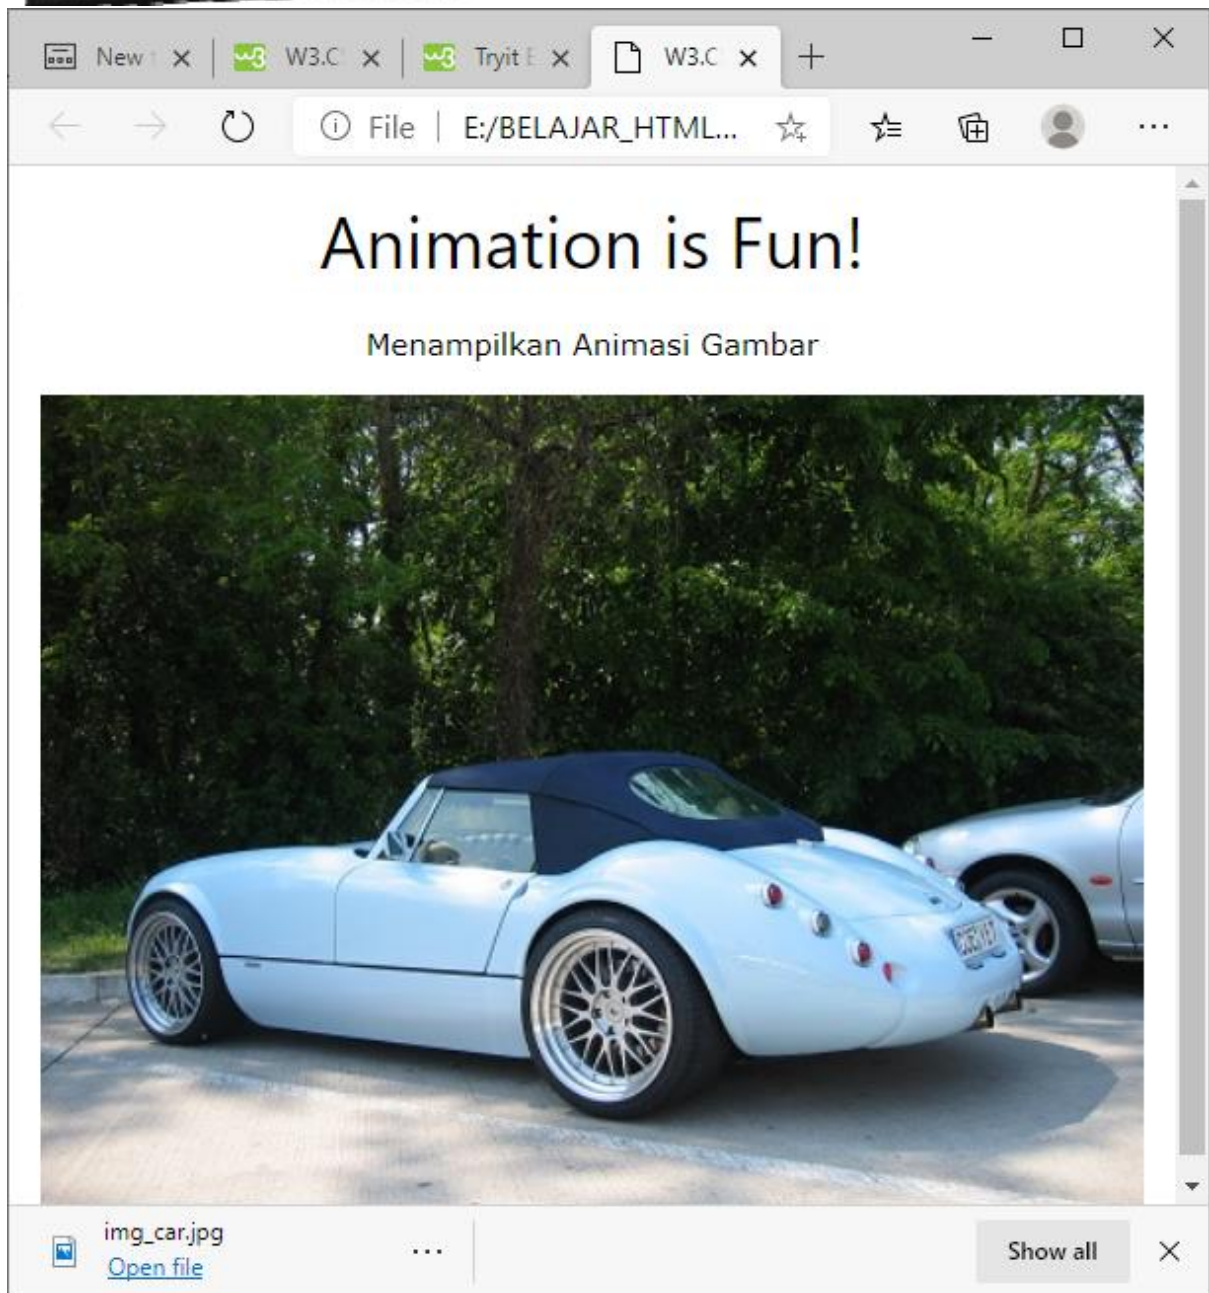 New W3.C Tryit E W3.C
File E:/BELAJAR_HTML...
Animation is Fun!
Menampilkan Animasi Gambar
img_car.jpg
Open file
Show all